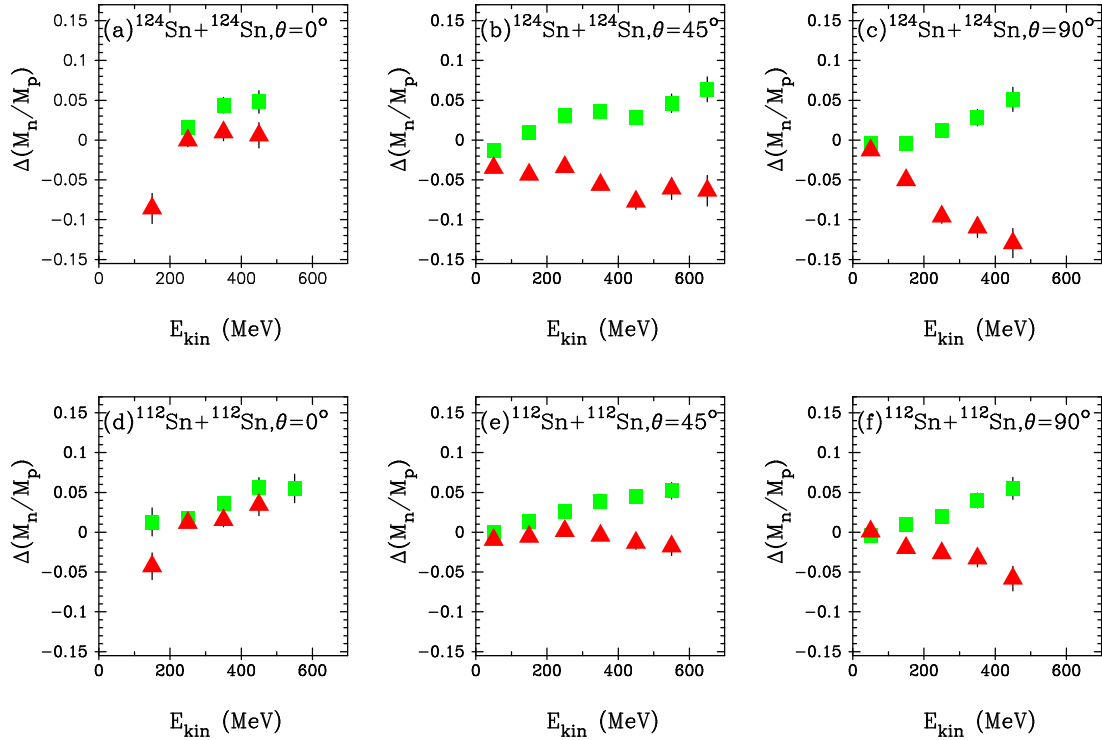 (a)¹²⁴Sn+¹²⁴Sn,θ=0°
0.15
0.1
0.05
0
−0.05
−0.1
−0.15
Δ(Mₙ/Mₚ)
0 200 400 600
E_kin (MeV)
(b)¹²⁴Sn+¹²⁴Sn,θ=45°
0.15
0.1
0.05
0
−0.05
−0.1
−0.15
Δ(Mₙ/Mₚ)
0 200 400 600
E_kin (MeV)
(c)¹²⁴Sn+¹²⁴Sn,θ=90°
0.15
0.1
0.05
0
−0.05
−0.1
−0.15
Δ(Mₙ/Mₚ)
0 200 400 600
E_kin (MeV)
(d)¹¹²Sn+¹¹²Sn,θ=0°
0.15
0.1
0.05
0
−0.05
−0.1
−0.15
Δ(Mₙ/Mₚ)
0 200 400 600
E_kin (MeV)
(e)¹¹²Sn+¹¹²Sn,θ=45°
0.15
0.1
0.05
0
−0.05
−0.1
−0.15
Δ(Mₙ/Mₚ)
0 200 400 600
E_kin (MeV)
(f)¹¹²Sn+¹¹²Sn,θ=90°
0.15
0.1
0.05
0
−0.05
−0.1
−0.15
Δ(Mₙ/Mₚ)
0 200 400 600
E_kin (MeV)